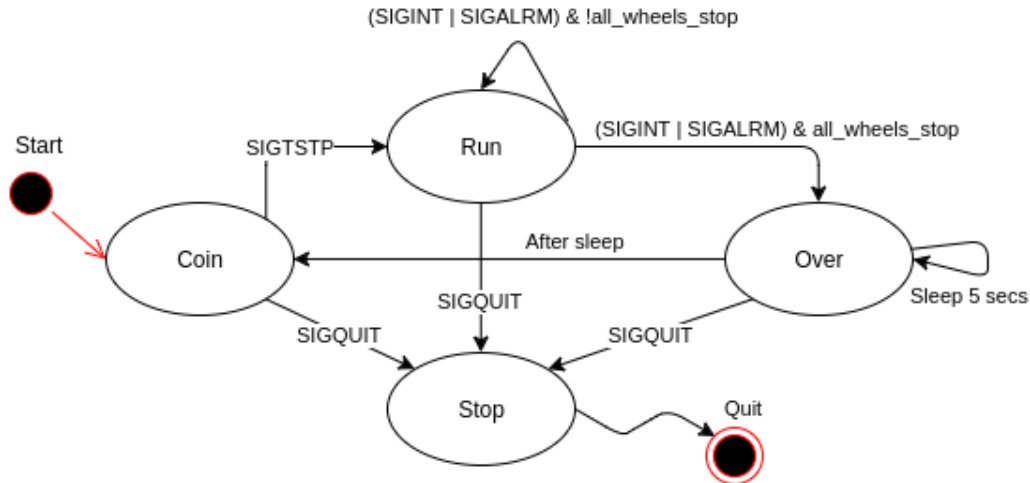 (SIGINT | SIGALRM) & !all_wheels_stop
Start
SIGTSTP
Run
(SIGINT | SIGALRM) & all_wheels_stop
Coin
After sleep
Over
Sleep 5 secs
SIGQUIT
SIGQUIT
SIGQUIT
Stop
Quit